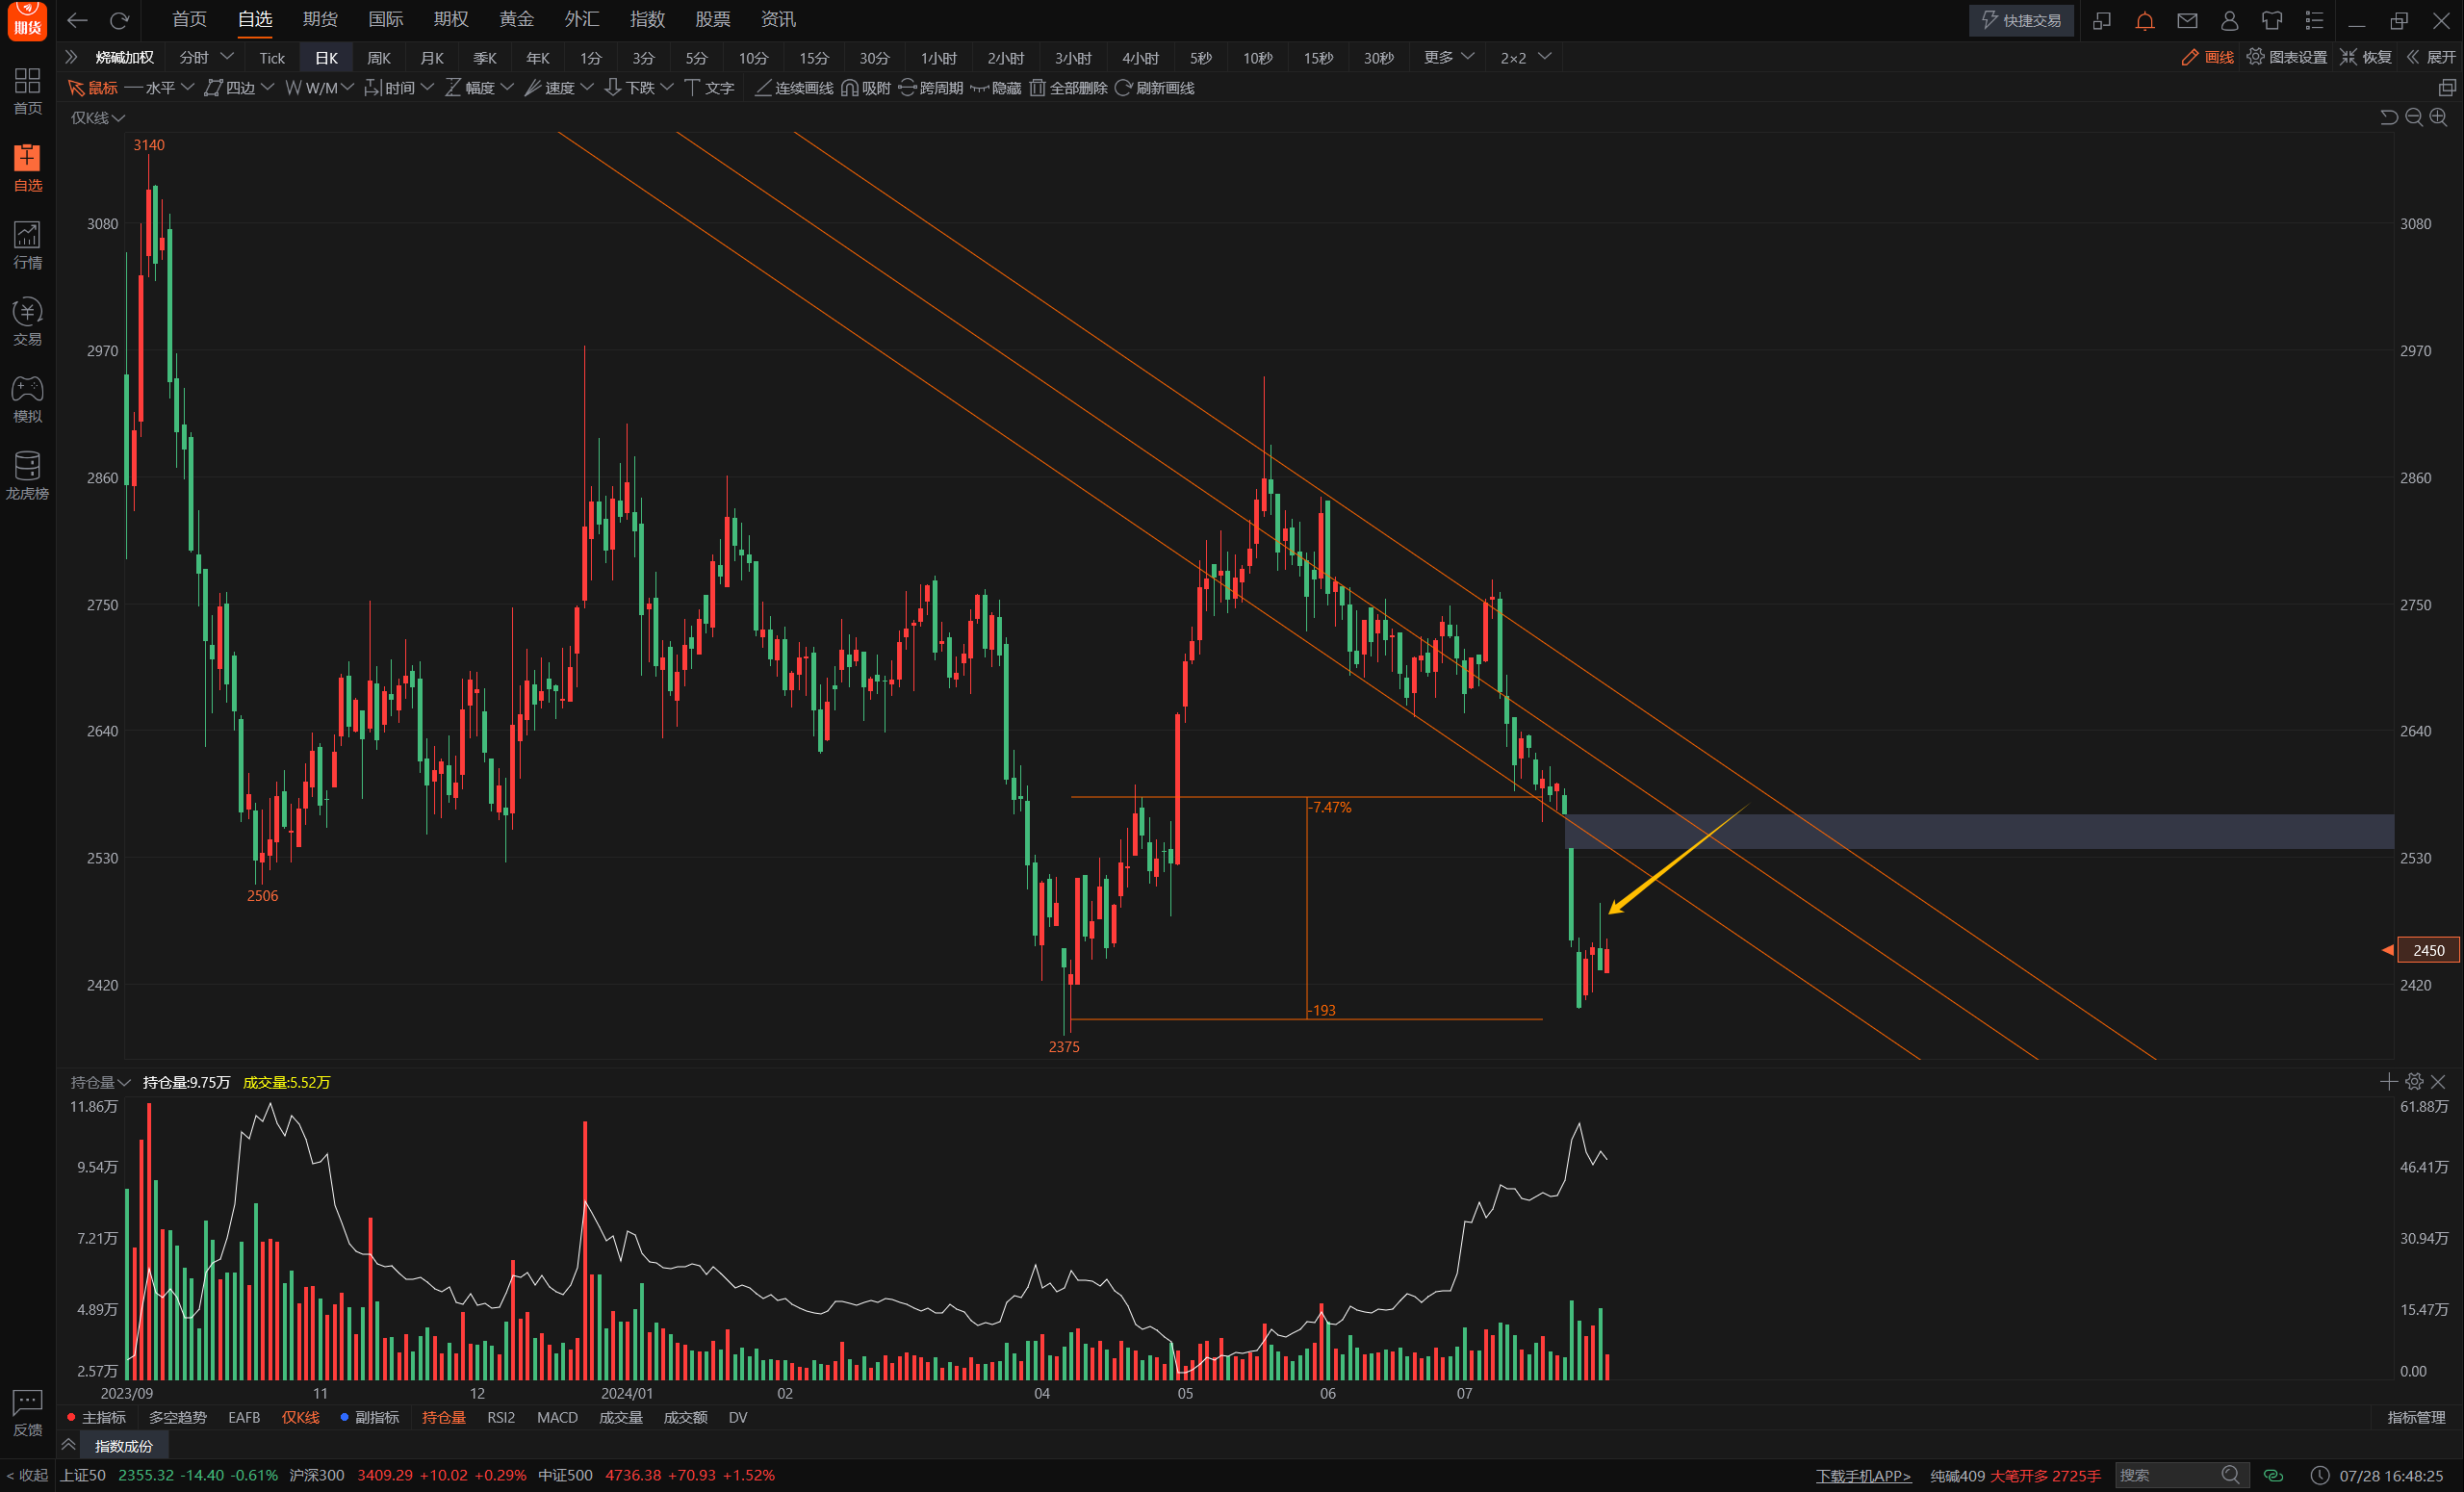 期货 首页 自选 期货 国际 期权 黄金 外汇 指数 股票 资讯 快捷交易
烧碱加权 分时 Tick 日K 周K 月K 季K 年K 1分 3分 5分 10分 15分 30分 1小时 2小时 3小时 4小时 5秒 10秒 15秒 30秒 更多 2×2 画线 图表设置 恢复 展开
鼠标 水平 四边 W/M 时间 幅度 速度 下跌 文字 连续画线 吸附 跨周期 隐藏 全部删除 刷新画线
首页
自选
行情
交易
模拟
龙虎榜
反馈
< 收起
仅K线
3140
3080 3080
2970 2970
2860 2860
2750 2750
2640 2640
-7.47%
2530 2530
2506
2450
2420 2420
-193
2375
持仓量 持仓量:9.75万 成交量:5.52万
11.86万 61.88万
9.54万 46.41万
7.21万 30.94万
4.89万 15.47万
2.57万 0.00
2023/09 11 12 2024/01 02 04 05 06 07
主指标 多空趋势 EAFB 仅K线 副指标 持仓量 RSI2 MACD 成交量 成交额 DV 指标管理
指数成份
上证50 2355.32 -14.40 -0.61% 沪深300 3409.29 +10.02 +0.29% 中证500 4736.38 +70.93 +1.52% 下载手机APP> 纯碱409 大笔开多 2725手 搜索 07/28 16:48:25